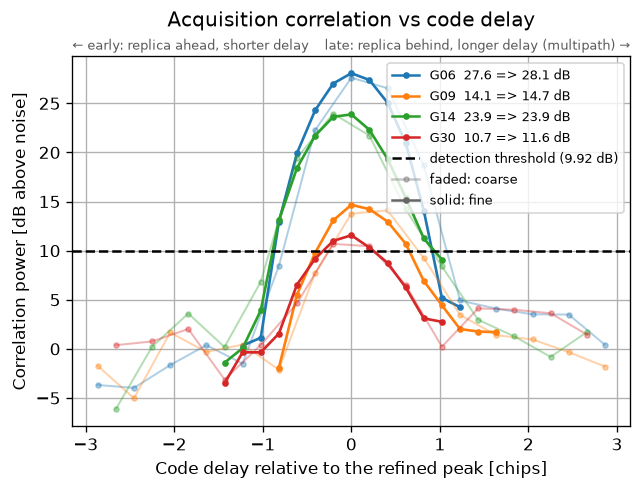 Acquisition correlation vs code delay
← early: replica ahead, shorter delay late: replica behind, longer delay (multipath) →
G06 27.6 => 28.1 dB
G09 14.1 => 14.7 dB
G14 23.9 => 23.9 dB
G30 10.7 => 11.6 dB
detection threshold (9.92 dB)
faded: coarse
solid: fine
Correlation power [dB above noise]
25
20
15
10
5
0
−5
−3 −2 −1 0 1 2 3
Code delay relative to the refined peak [chips]